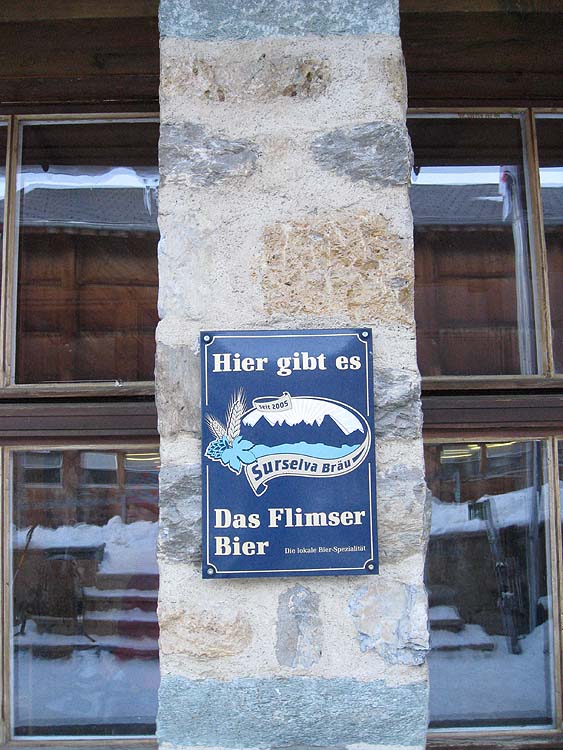 Hier gibt es
seit 2005
Surselva Bräu
Das Flimser
Bier
Die lokale Bier-Spezialität